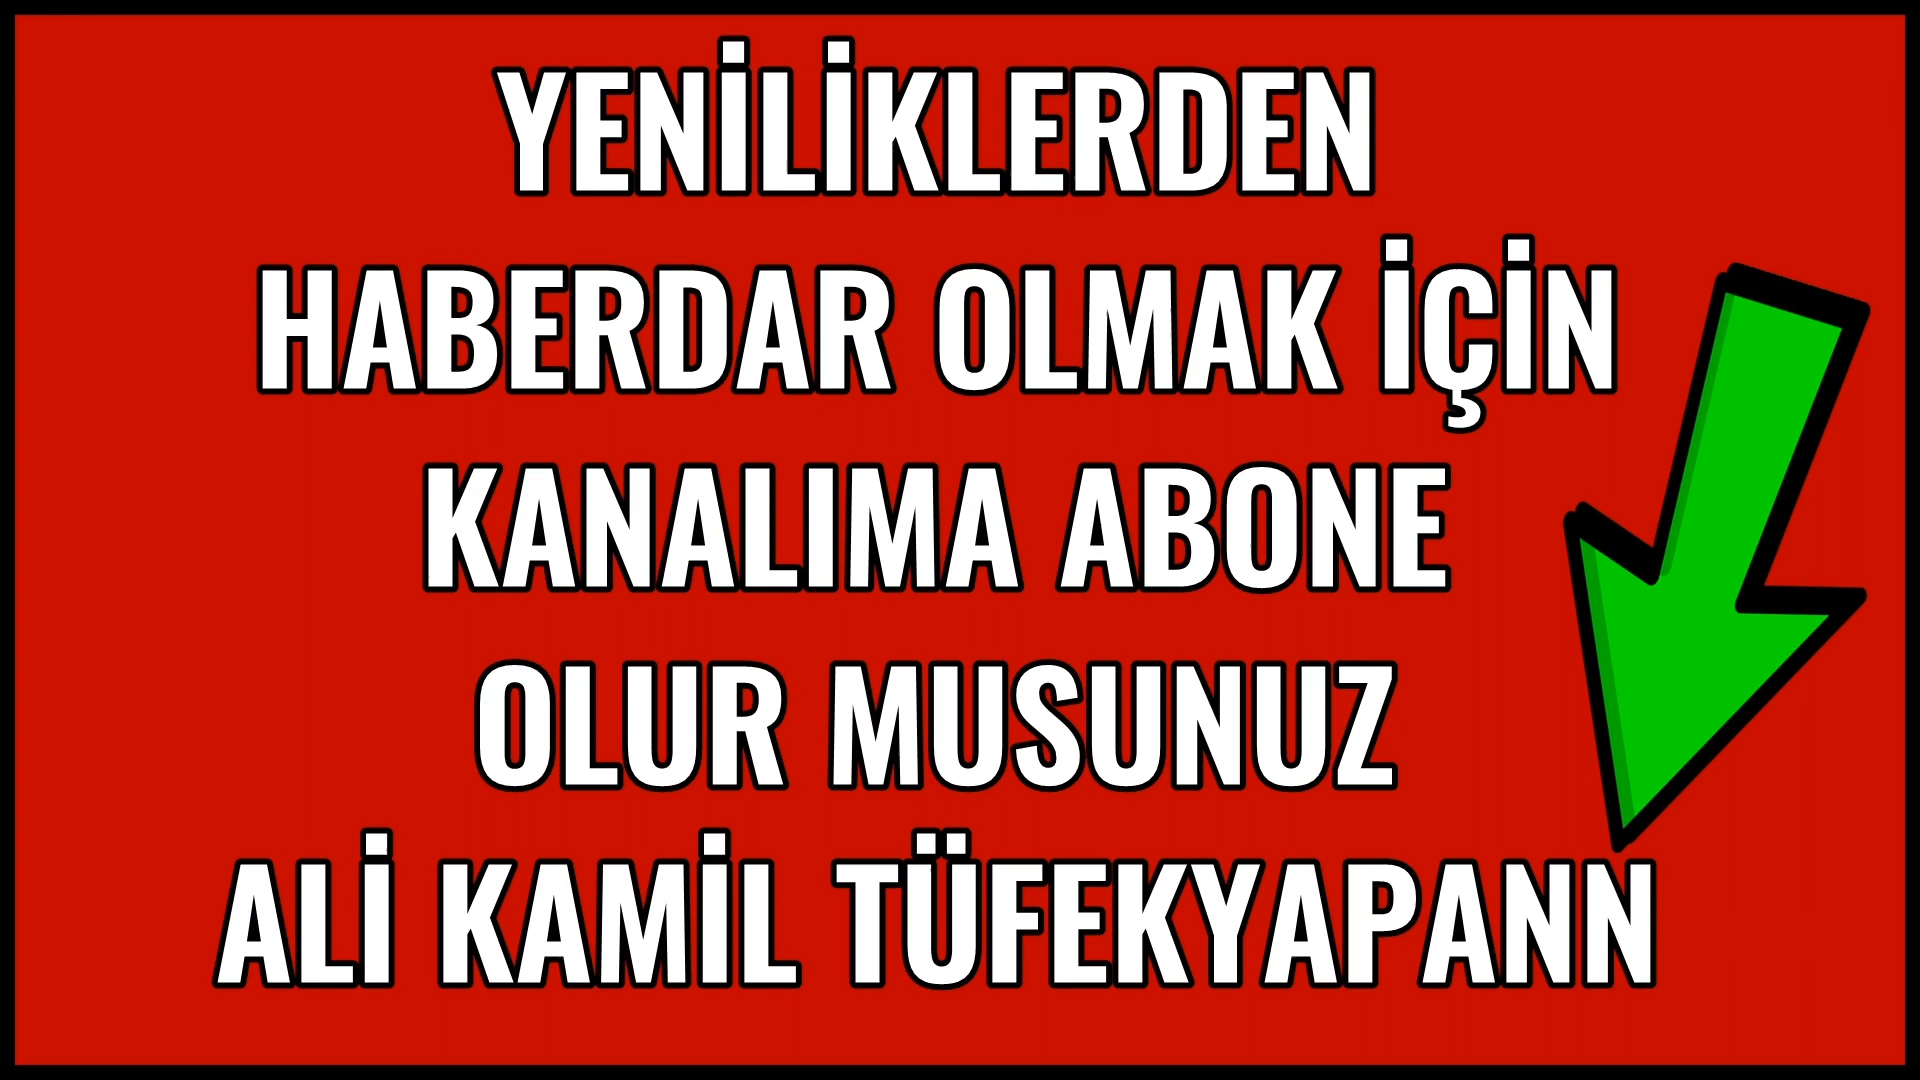 YENİLİKLERDEN
HABERDAR OLMAK İÇİN
KANALIMA ABONE
OLUR MUSUNUZ
ALİ KAMİL TÜFEKYAPANN